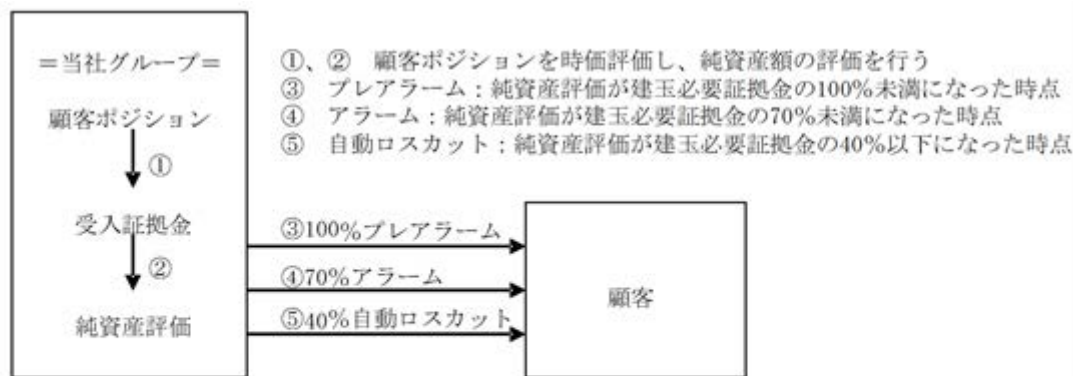 ＝当社グループ＝
顧客ポジション
①
受入証拠金
②
純資産評価
①、② 顧客ポジションを時価評価し、純資産額の評価を行う
③ プレアラーム：純資産評価が建玉必要証拠金の100%未満になった時点
④ アラーム：純資産評価が建玉必要証拠金の70%未満になった時点
⑤ 自動ロスカット：純資産評価が建玉必要証拠金の40%以下になった時点
③100%プレアラーム
④70%アラーム
⑤40%自動ロスカット
顧客